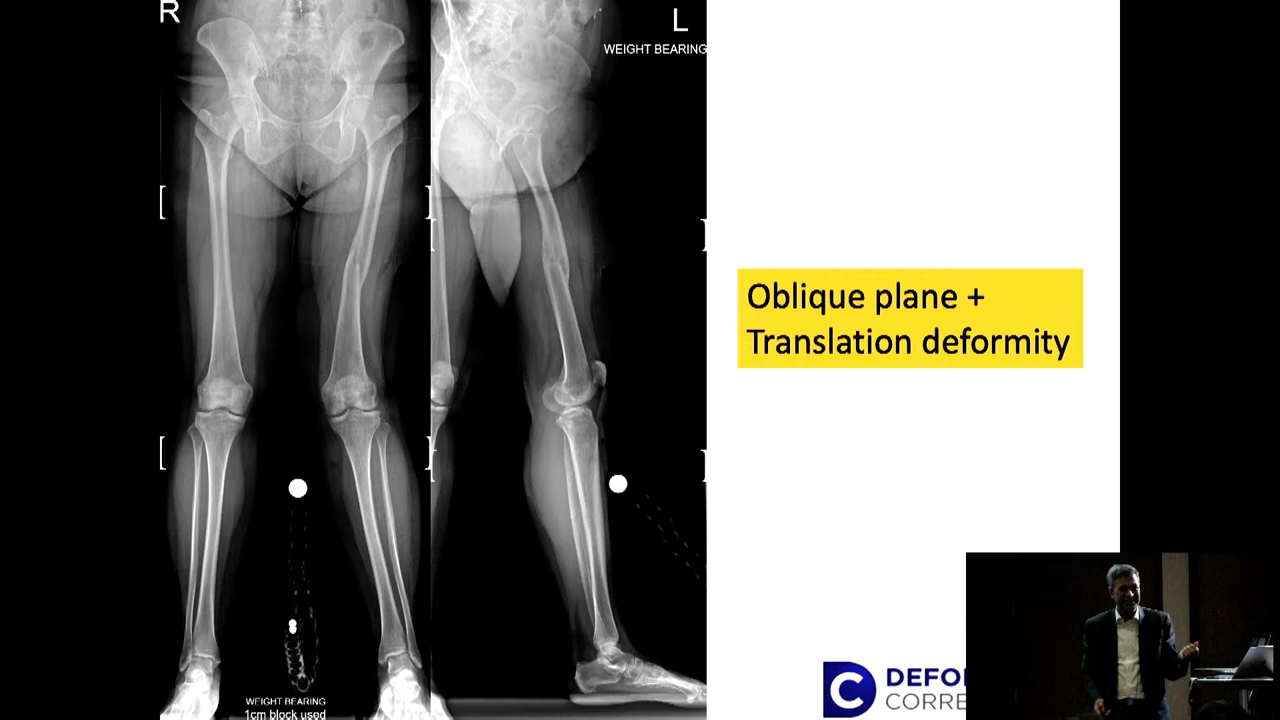 R
L
WEIGHT BEARING
Oblique plane +
Translation deformity
WEIGHT BEARING
1cm block used
C
DEFO
CORRE